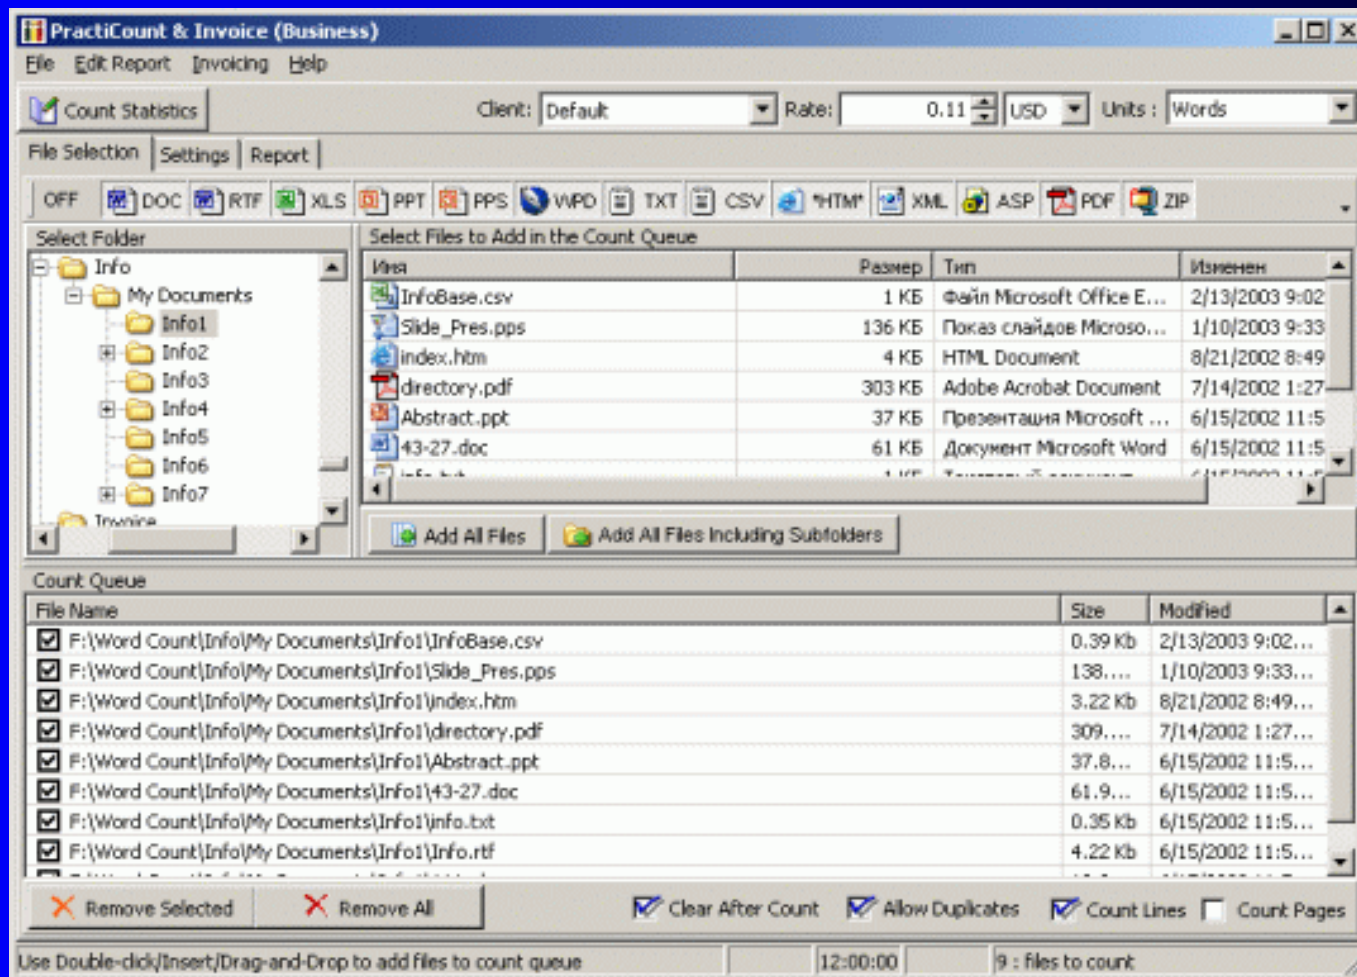 PractiCount & Invoice (Business)
File Edit Report Invoicing Help
Count Statistics Client: Default Rate: 0.11 USD Units : Words
File Selection Settings Report
OFF DOC RTF XLS PPT PPS WPD TXT CSV *HTM* XML ASP PDF ZIP
Select Folder
Info
My Documents
Info1
Info2
Info3
Info4
Info5
Info6
Info7
Invoice
Select Files to Add in the Count Queue
Имя Размер Тип Изменен
InfoBase.csv 1 КБ Файл Microsoft Office E... 2/13/2003 9:02
Slide_Pres.pps 136 КБ Показ слайдов Microso... 1/10/2003 9:33
index.htm 4 КБ HTML Document 8/21/2002 8:49
directory.pdf 303 КБ Adobe Acrobat Document 7/14/2002 1:27
Abstract.ppt 37 КБ Презентация Microsoft ... 6/15/2002 11:5
43-27.doc 61 КБ Документ Microsoft Word 6/15/2002 11:5
Add All Files Add All Files Including Subfolders
Count Queue
File Name Size Modified
F:\Word Count\Info\My Documents\Info1\InfoBase.csv 0.39 Kb 2/13/2003 9:02...
F:\Word Count\Info\My Documents\Info1\Slide_Pres.pps 138.... 1/10/2003 9:33...
F:\Word Count\Info\My Documents\Info1\index.htm 3.22 Kb 8/21/2002 8:49...
F:\Word Count\Info\My Documents\Info1\directory.pdf 309.... 7/14/2002 1:27...
F:\Word Count\Info\My Documents\Info1\Abstract.ppt 37.8... 6/15/2002 11:5...
F:\Word Count\Info\My Documents\Info1\43-27.doc 61.9... 6/15/2002 11:5...
F:\Word Count\Info\My Documents\Info1\info.txt 0.35 Kb 6/15/2002 11:5...
F:\Word Count\Info\My Documents\Info1\Info.rtf 4.22 Kb 6/15/2002 11:5...
Remove Selected Remove All Clear After Count Allow Duplicates Count Lines Count Pages
Use Double-click/Insert/Drag-and-Drop to add files to count queue 12:00:00 9 : files to count